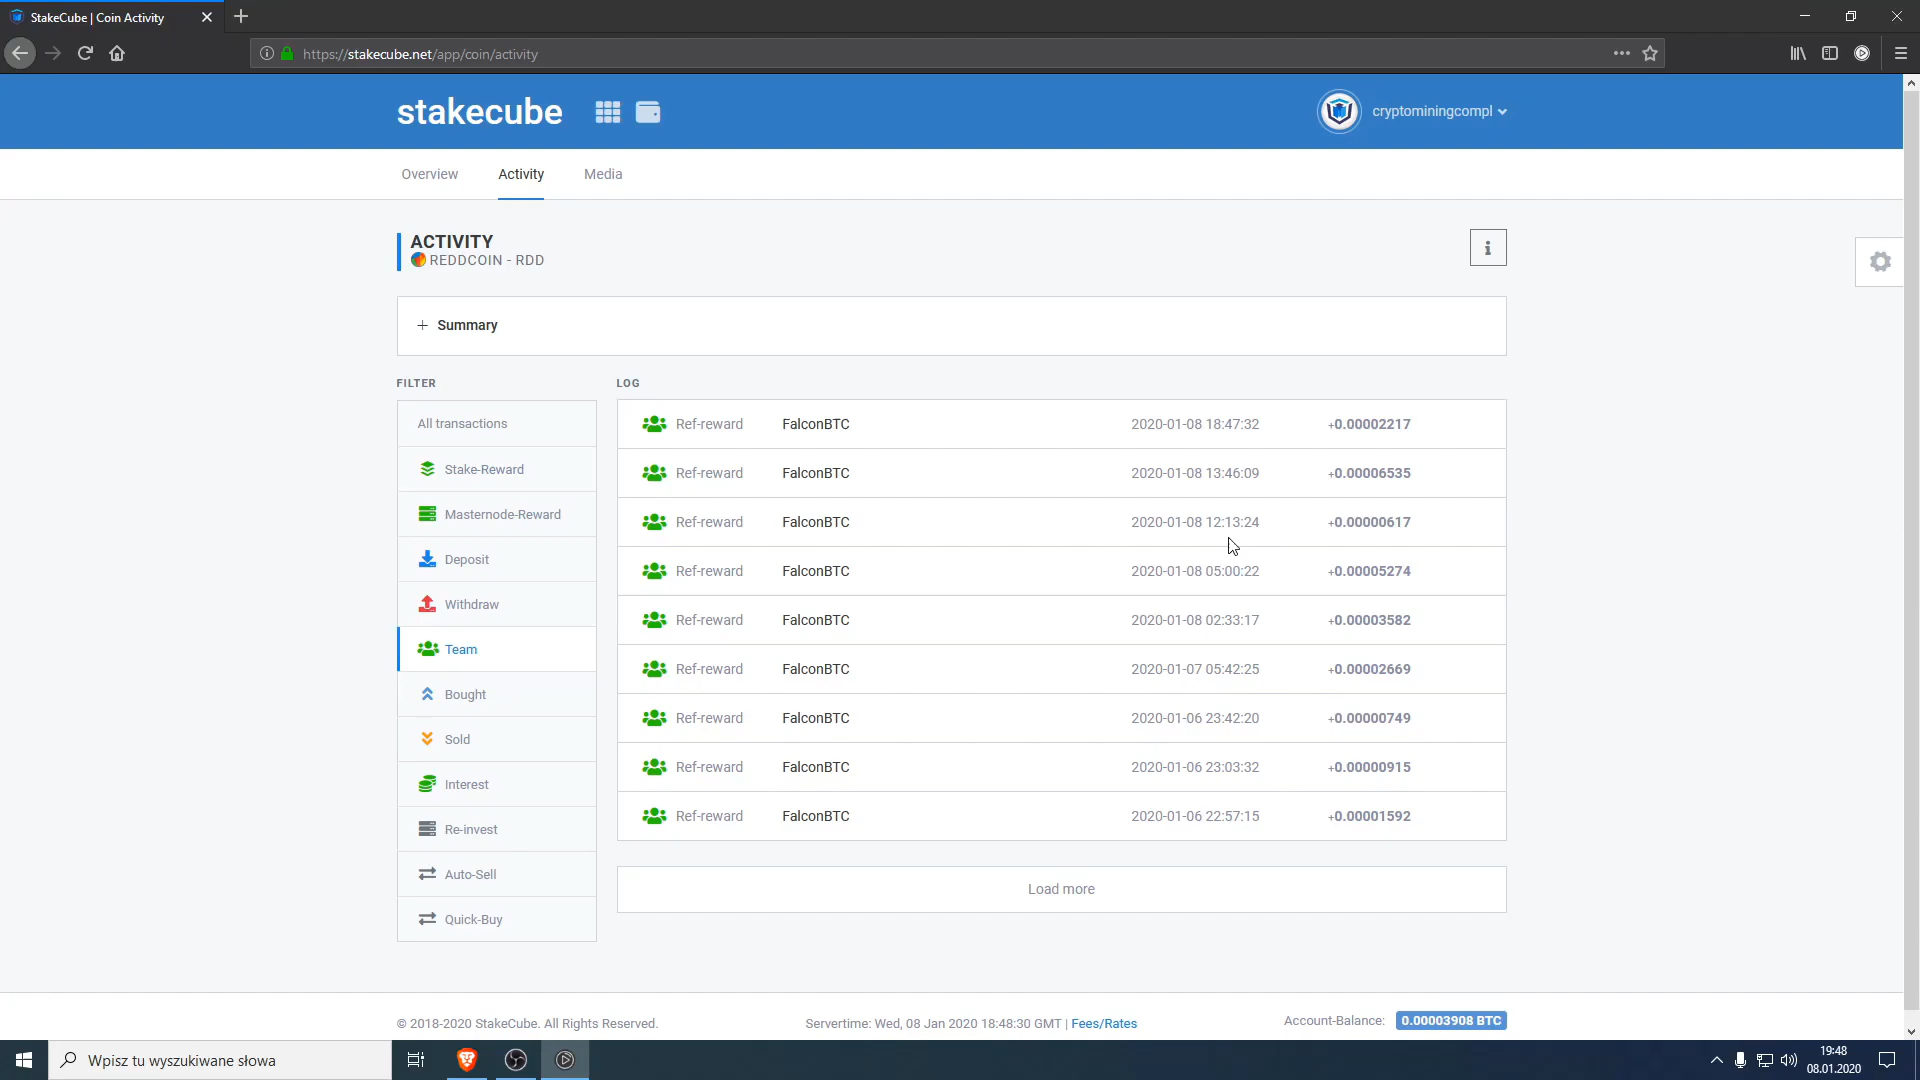 StakeCube | Coin Activity
https://stakecube.net/app/coin/activity
stakecube
cryptominingcompl
Overview Activity Media
ACTIVITY
REDDCOIN - RDD
i
+ Summary
FILTER
All transactions
Stake-Reward
Masternode-Reward
Deposit
Withdraw
Team
Bought
Sold
Interest
Re-invest
Auto-Sell
Quick-Buy
LOG
Ref-reward FalconBTC 2020-01-08 18:47:32 +0.00002217
Ref-reward FalconBTC 2020-01-08 13:46:09 +0.00006535
Ref-reward FalconBTC 2020-01-08 12:13:24 +0.00000617
Ref-reward FalconBTC 2020-01-08 05:00:22 +0.00005274
Ref-reward FalconBTC 2020-01-08 02:33:17 +0.00003582
Ref-reward FalconBTC 2020-01-07 05:42:25 +0.00002669
Ref-reward FalconBTC 2020-01-06 23:42:20 +0.00000749
Ref-reward FalconBTC 2020-01-06 23:03:32 +0.00000915
Ref-reward FalconBTC 2020-01-06 22:57:15 +0.00001592
Load more
© 2018-2020 StakeCube. All Rights Reserved.
Servertime: Wed, 08 Jan 2020 18:48:30 GMT | Fees/Rates
Account-Balance: 0.00003908 BTC
Wpisz tu wyszukiwane słowa
19:48
08.01.2020